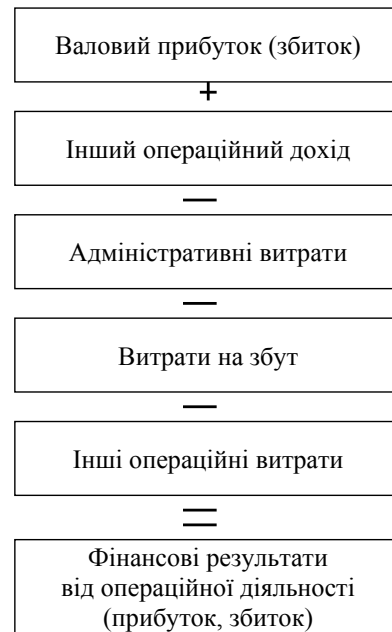 Валовий прибуток (збиток)
+
Інший операційний дохід
—
Адміністративні витрати
—
Витрати на збут
—
Інші операційні витрати
=
Фінансові результати
від операційної діяльності
(прибуток, збиток)